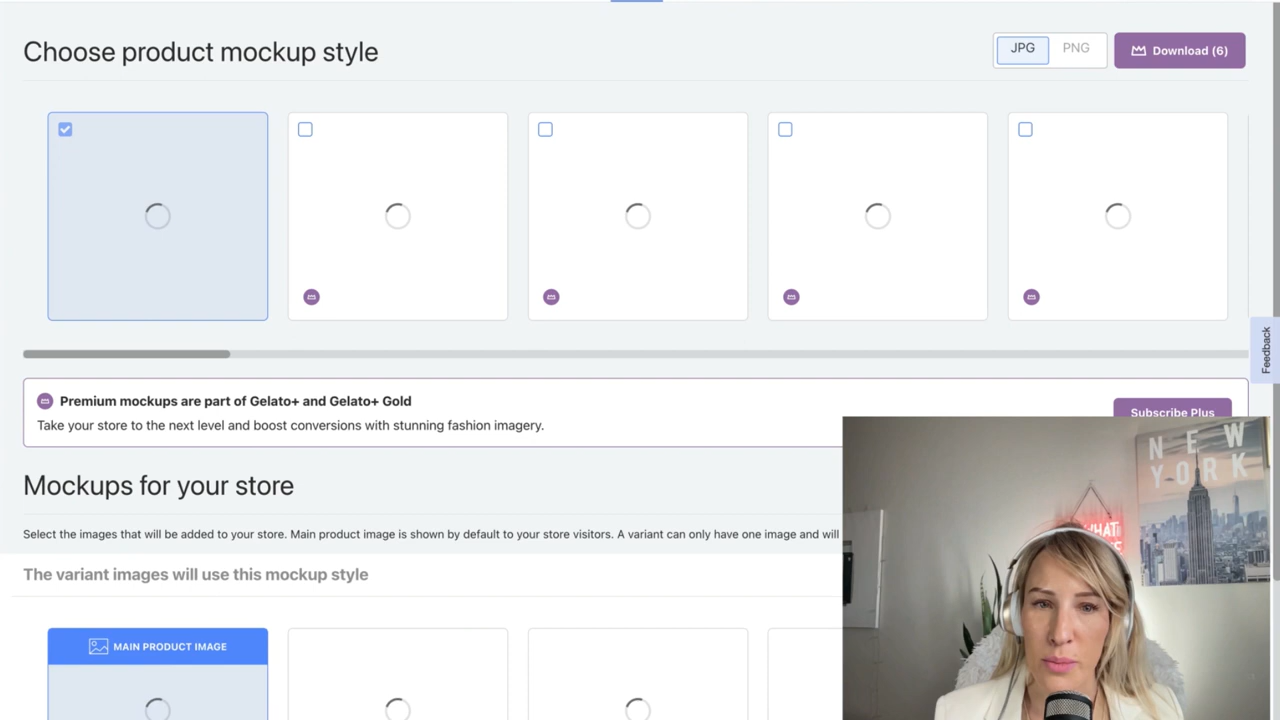 Choose product mockup style
JPG
PNG
Download (6)
Premium mockups are part of Gelato+ and Gelato+ Gold
Subscribe Plus
Take your store to the next level and boost conversions with stunning fashion imagery.
Feedback
Mockups for your store
Select the images that will be added to your store. Main product image is shown by default to your store visitors. A variant can only have one image and will
The variant images will use this mockup style
MAIN PRODUCT IMAGE
NEW
YORK